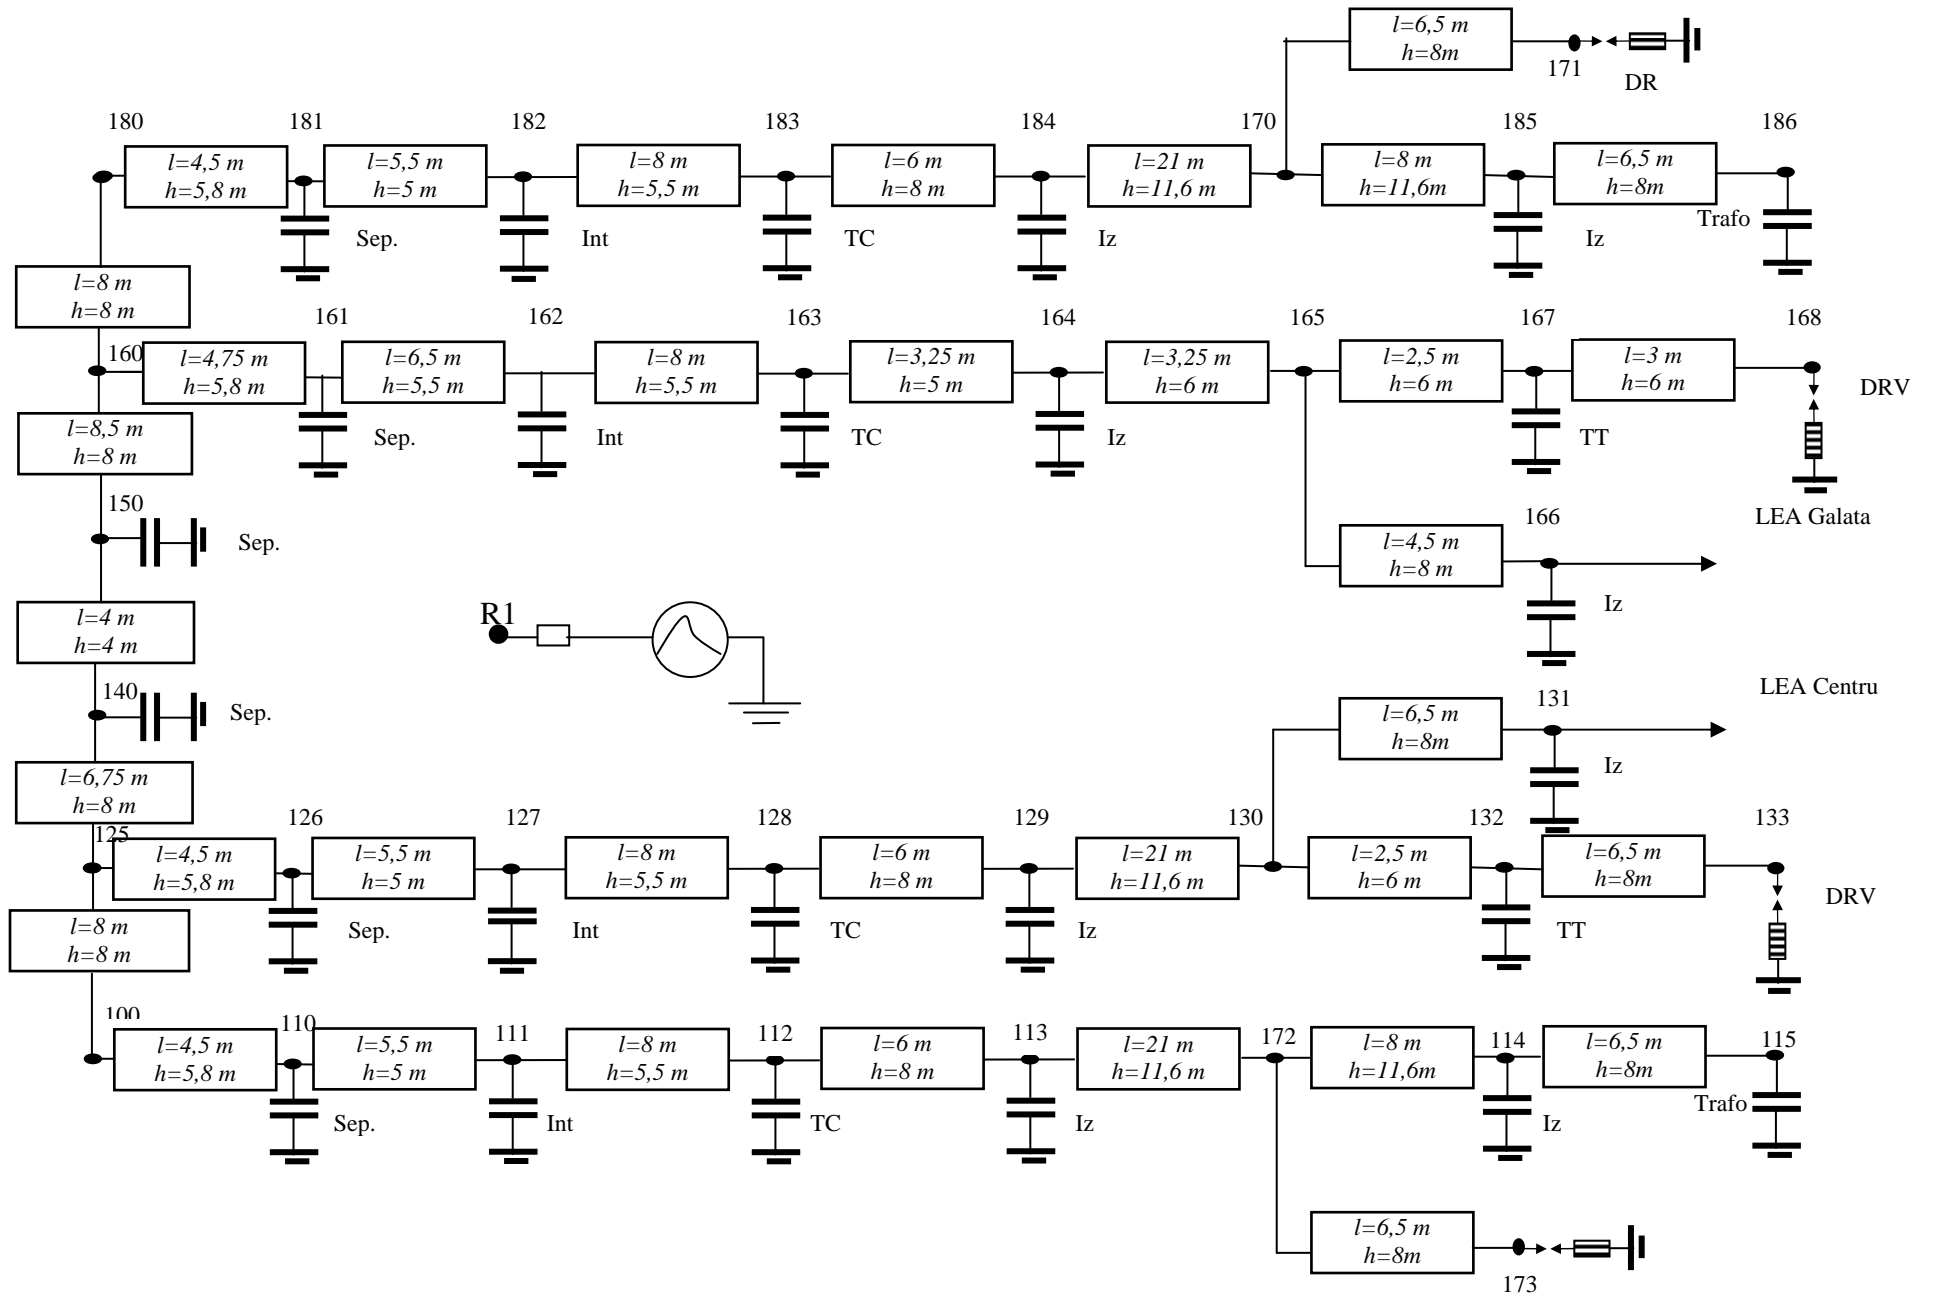 l=6,5 m
h=8m
171
DR
180
181
182
183
184
170
185
186
l=4,5 m
h=5,8 m
l=5,5 m
h=5 m
l=8 m
h=5,5 m
l=6 m
h=8 m
l=21 m
h=11,6 m
l=8 m
h=11,6m
l=6,5 m
h=8m
Sep.
Int
TC
Iz
Iz
Trafo
l=8 m
h=8 m
160
161
162
163
164
165
167
168
l=4,75 m
h=5,8 m
l=6,5 m
h=5,5 m
l=8 m
h=5,5 m
l=3,25 m
h=5 m
l=3,25 m
h=6 m
l=2,5 m
h=6 m
l=3 m
h=6 m
DRV
Sep.
Int
TC
Iz
TT
l=8,5 m
h=8 m
150
Sep.
166
LEA Galata
l=4,5 m
h=8 m
Iz
l=4 m
h=4 m
R1
140
Sep.
131
LEA Centru
l=6,5 m
h=8m
Iz
l=6,75 m
h=8 m
125
126
127
128
129
130
132
133
l=4,5 m
h=5,8 m
l=5,5 m
h=5 m
l=8 m
h=5,5 m
l=6 m
h=8 m
l=21 m
h=11,6 m
l=2,5 m
h=6 m
l=6,5 m
h=8m
DRV
Sep.
Int
TC
Iz
TT
l=8 m
h=8 m
100
110
111
112
113
172
114
115
l=4,5 m
h=5,8 m
l=5,5 m
h=5 m
l=8 m
h=5,5 m
l=6 m
h=8 m
l=21 m
h=11,6 m
l=8 m
h=11,6m
l=6,5 m
h=8m
Sep.
Int
TC
Iz
Iz
Trafo
l=6,5 m
h=8m
173